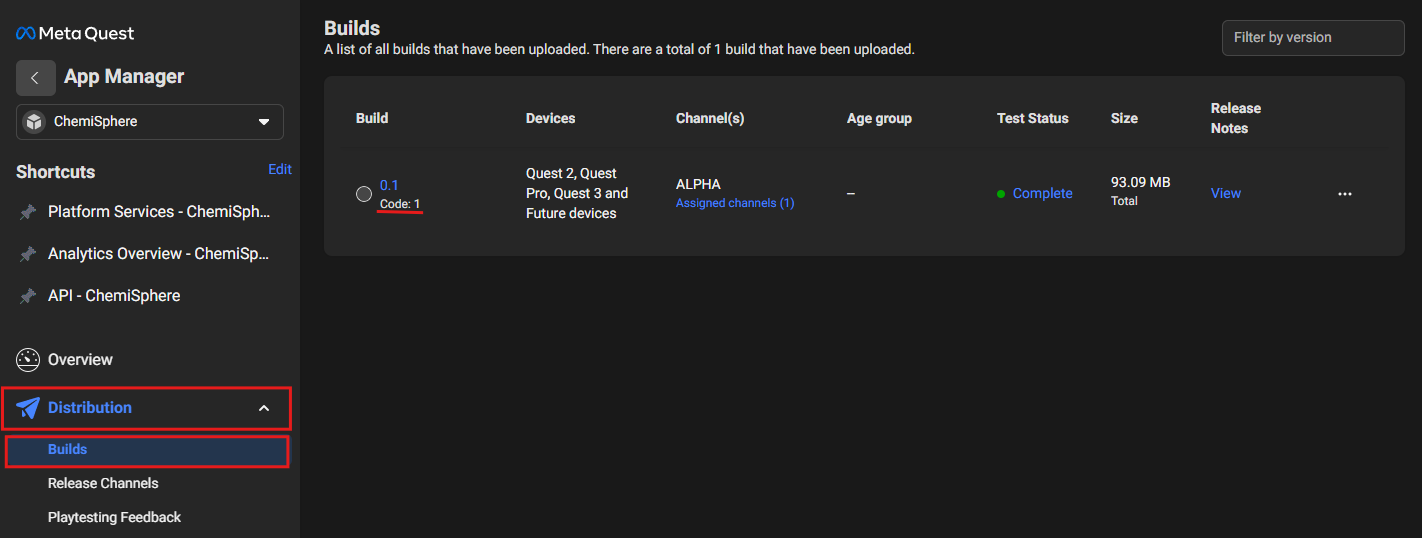 Meta Quest
App Manager
ChemiSphere
Shortcuts
Edit
Platform Services - ChemiSph...
Analytics Overview - ChemiSp...
API - ChemiSphere
Overview
Distribution
Builds
Release Channels
Playtesting Feedback
Builds
A list of all builds that have been uploaded. There are a total of 1 build that have been uploaded.
Filter by version
Build
Devices
Channel(s)
Age group
Test Status
Size
Release
Notes
0.1
Code: 1
Quest 2, Quest
Pro, Quest 3 and
Future devices
ALPHA
Assigned channels (1)
--
Complete
93.09 MB
Total
View